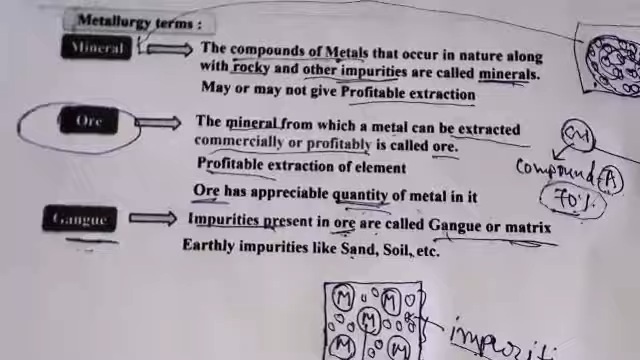 Metallurgy terms :
Mineral
The compounds of Metals that occur in nature along
with rocky and other impurities are called minerals.
May or may not give Profitable extraction
Ore
The mineral from which a metal can be extracted
commercially or profitably is called ore.
Profitable extraction of element
Ore has appreciable quantity of metal in it
Gangue
Impurities present in ore are called Gangue or matrix
Earthly impurities like Sand, Soil, etc.
Compound-A
70%
M M
M
M M
impuriti